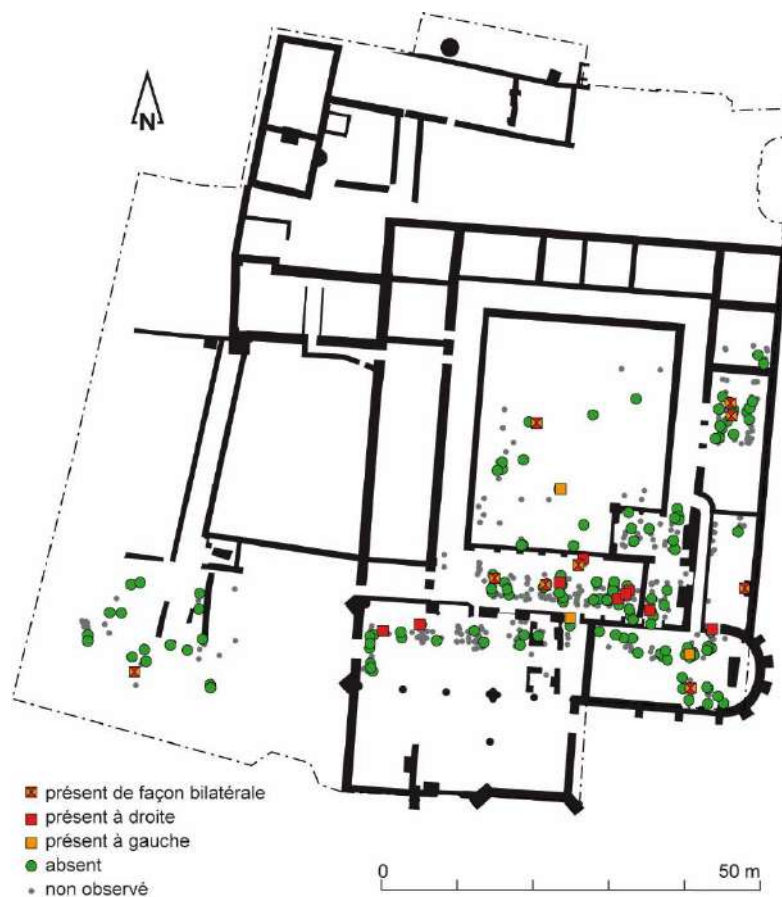 N
présent de façon bilatérale
présent à droite
présent à gauche
absent
non observé
0 50 m